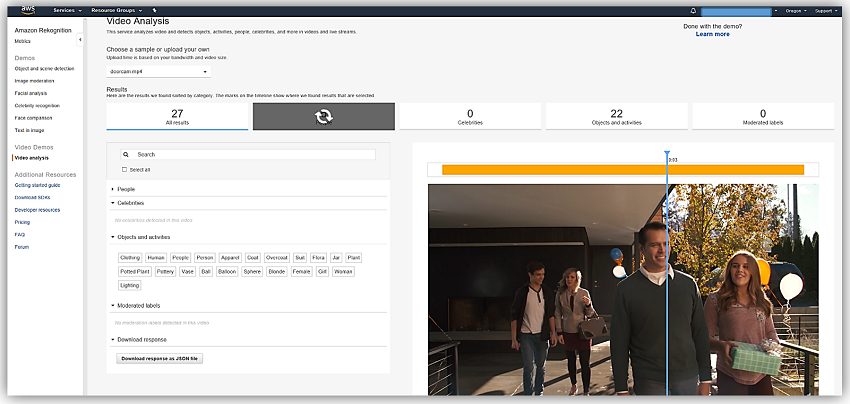 aws
Services
Resource Groups
Oregon
Support
Amazon Rekognition
Metrics
Demos
Object and scene detection
Image moderation
Facial analysis
Celebrity recognition
Face comparison
Text in image
Video Demos
Video analysis
Additional Resources
Getting started guide
Download SDKs
Developer resources
Pricing
FAQ
Forum
Video Analysis
This service analyzes video and detects objects, activities, people, celebrities, and more in videos and live streams.
Done with the demo?
Learn more
Choose a sample or upload your own
Upload time is based on your bandwidth and video size.
doorcam.mp4
Results
Here are the results we found sorted by category. The marks on the timeline show where we found results that are selected
27
All results
0
Celebrities
22
Objects and activities
0
Moderated labels
Search
Select all
People
Celebrities
No celebrities detected in this video
Objects and activities
Clothing Human People Person Apparel Coat Overcoat Suit Flora Jar Plant
Potted Plant Pottery Vase Ball Balloon Sphere Blonde Female Girl Woman
Lighting
Moderated labels
No moderation labels detected in this video
Download response
Download response as JSON file
0:03